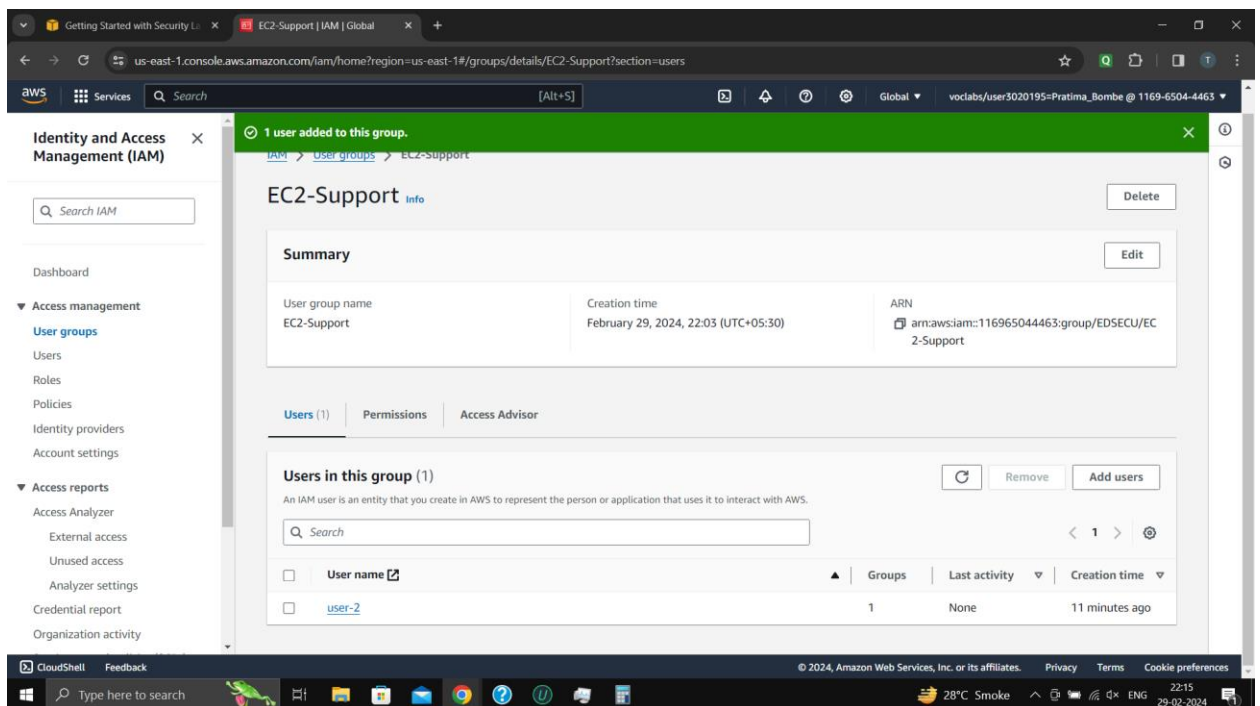 Getting Started with Security La
EC2-Support | IAM | Global
us-east-1.console.aws.amazon.com/iam/home?region=us-east-1#/groups/details/EC2-Support?section=users
aws Services Search [Alt+S] Global voclabs/user3020195=Pratima_Bombe @ 1169-6504-4463
Identity and Access
Management (IAM)
Search IAM
Dashboard
Access management
User groups
Users
Roles
Policies
Identity providers
Account settings
Access reports
Access Analyzer
External access
Unused access
Analyzer settings
Credential report
Organization activity
1 user added to this group.
IAM > User groups > EC2-Support
EC2-Support Info
Delete
Summary
Edit
User group name
EC2-Support
Creation time
February 29, 2024, 22:03 (UTC+05:30)
ARN
arn:aws:iam::116965044463:group/EDSECU/EC
2-Support
Users (1) Permissions Access Advisor
Users in this group (1)
Remove Add users
An IAM user is an entity that you create in AWS to represent the person or application that uses it to interact with AWS.
Search
1
User name Groups Last activity Creation time
user-2 1 None 11 minutes ago
CloudShell Feedback © 2024, Amazon Web Services, Inc. or its affiliates. Privacy Terms Cookie preferences
Type here to search
28°C Smoke ENG
22:15
29-02-2024